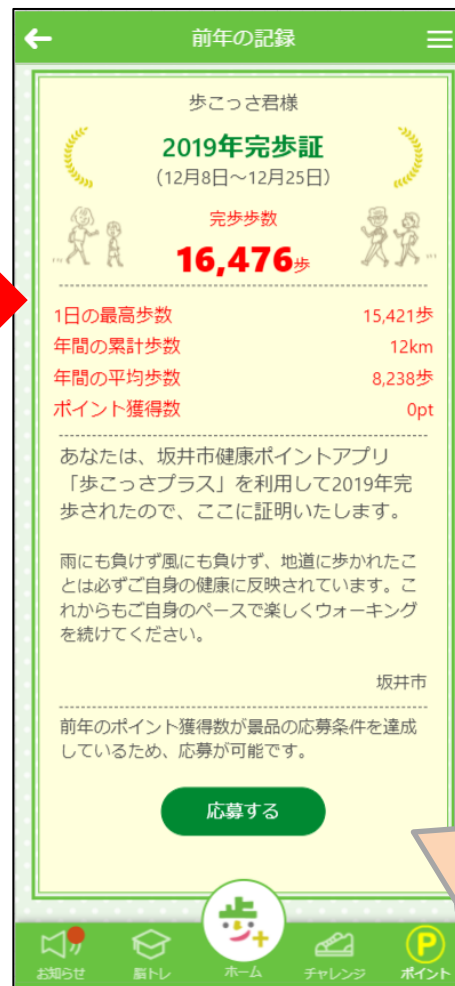 前年の記録
歩こっさ君様
2019年完歩証
(12月8日～12月25日)
完歩歩数
16,476歩
1日の最高歩数 15,421歩
年間の累計歩数 12km
年間の平均歩数 8,238歩
ポイント獲得数 0pt
あなたは、坂井市健康ポイントアプリ
「歩こっさプラス」を利用して2019年完
歩されたので、ここに証明いたします。
雨にも負けず風にも負けず、地道に歩かれたこ
とは必ずご自身の健康に反映されています。こ
れからもご自身のペースで楽しくウォーキング
を続けてください。
坂井市
前年のポイント獲得数が景品の応募条件を達成
しているため、応募が可能です。
応募する
歩
お知らせ 脳トレ ホーム チャレンジ P ポイント